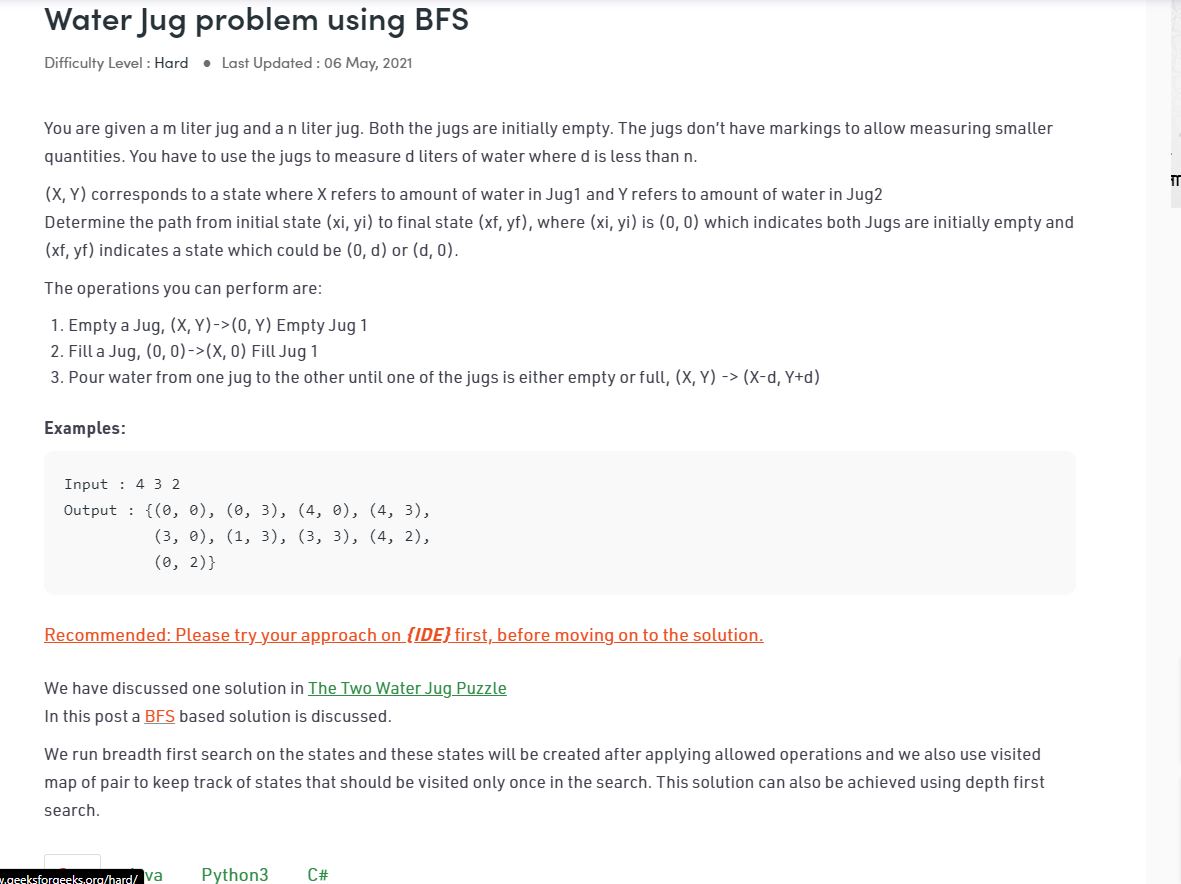 Water Jug problem using BFS
Difficulty Level : Hard ● Last Updated : 06 May, 2021
You are given a m liter jug and a n liter jug. Both the jugs are initially empty. The jugs don’t have markings to allow measuring smaller
quantities. You have to use the jugs to measure d liters of water where d is less than n.
(X, Y) corresponds to a state where X refers to amount of water in Jug1 and Y refers to amount of water in Jug2
Determine the path from initial state (xi, yi) to final state (xf, yf), where (xi, yi) is (0, 0) which indicates both Jugs are initially empty and
(xf, yf) indicates a state which could be (0, d) or (d, 0).
The operations you can perform are:
1. Empty a Jug, (X, Y)->(0, Y) Empty Jug 1
2. Fill a Jug, (0, 0)->(X, 0) Fill Jug 1
3. Pour water from one jug to the other until one of the jugs is either empty or full, (X, Y) -> (X-d, Y+d)
Examples:
Input : 4 3 2
Output : {(0, 0), (0, 3), (4, 0), (4, 3),
(3, 0), (1, 3), (3, 3), (4, 2),
(0, 2)}
Recommended: Please try your approach on {IDE} first, before moving on to the solution.
We have discussed one solution in The Two Water Jug Puzzle
In this post a BFS based solution is discussed.
We run breadth first search on the states and these states will be created after applying allowed operations and we also use visited
map of pair to keep track of states that should be visited only once in the search. This solution can also be achieved using depth first
search.
va Python3 C#
w.geeksforgeeks.org/hard/